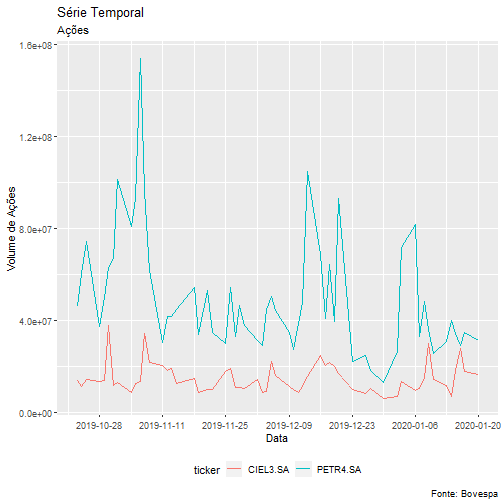 Série Temporal
Ações
Volume de Ações
1.6e+08
1.2e+08
8.0e+07
4.0e+07
0.0e+00
2019-10-28
2019-11-11
2019-11-25
2019-12-09
2019-12-23
2020-01-06
2020-01-20
Data
ticker
CIEL3.SA
PETR4.SA
Fonte: Bovespa